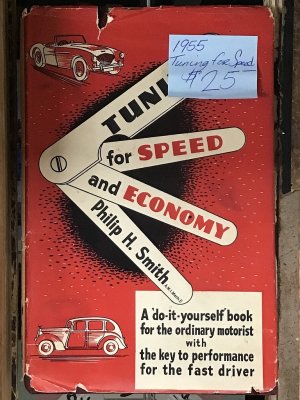 1955
Tuning for Speed
$25
TUNI
for SPEED
and ECONOMY
Philip H. Smith
A 'do-it-yourself' book
for the ordinary motorist
with
the key to performance
for the fast driver